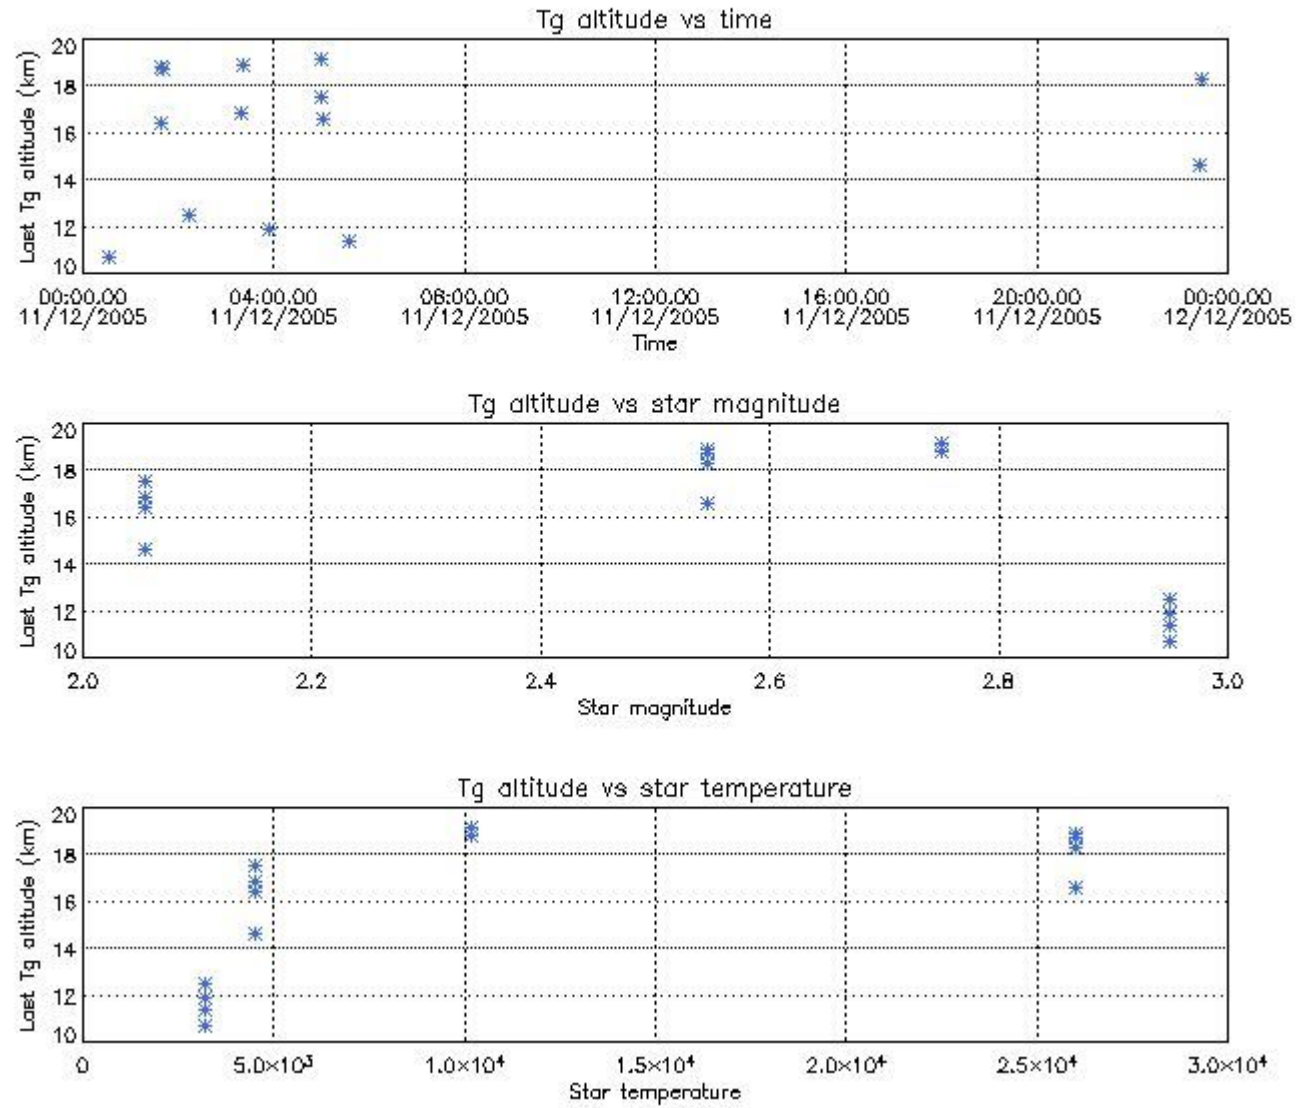 Tg altitude vs time
Last Tg altitude (km)
20
18
16
14
12
10
00:00.00 04:00.00 08:00.00 12:00.00 16:00.00 20:00.00 00:00.00
11/12/2005 11/12/2005 11/12/2005 11/12/2005 11/12/2005 11/12/2005 12/12/2005
Time
Tg altitude vs star magnitude
Last Tg altitude (km)
20
18
16
14
12
10
2.0 2.2 2.4 2.6 2.8 3.0
Star magnitude
Tg altitude vs star temperature
Last Tg altitude (km)
20
18
16
14
12
10
0 5.0×10³ 1.0×10⁴ 1.5×10⁴ 2.0×10⁴ 2.5×10⁴ 3.0×10⁴
Star temperature